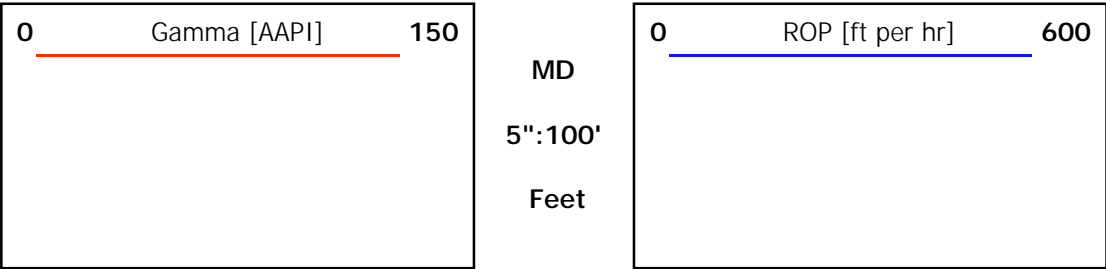 0 Gamma [AAPI] 150
MD
5":100'
Feet
0 ROP [ft per hr] 600